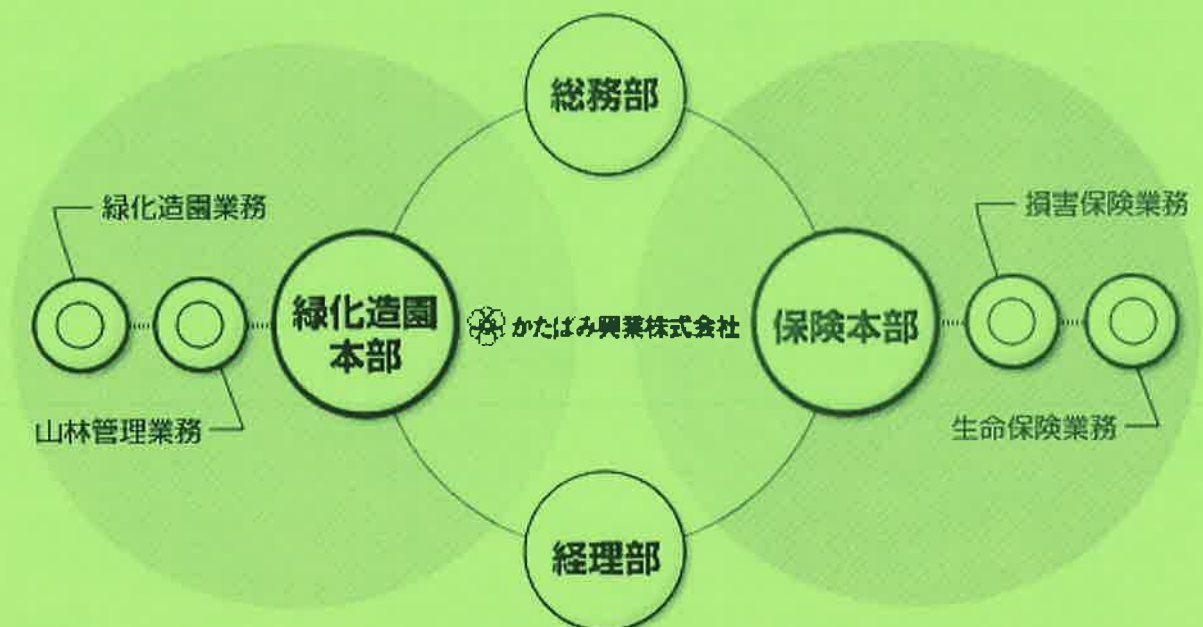 総務部
緑化造園業務
損害保険業務
緑化造園
本部
かたばみ興業株式会社
保険本部
山林管理業務
生命保険業務
経理部